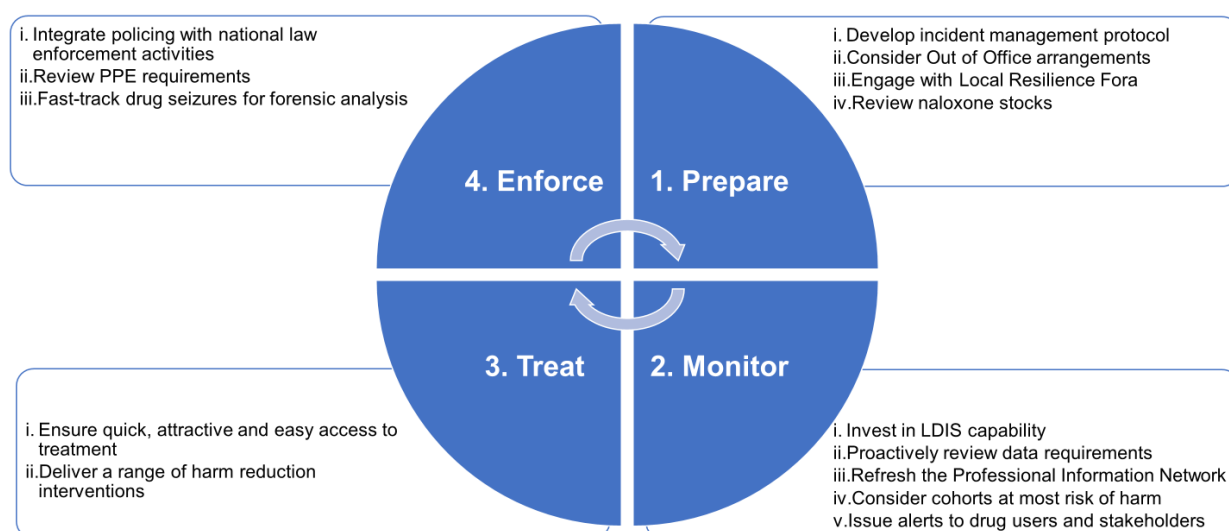 i. Integrate policing with national law
enforcement activities
ii.Review PPE requirements
iii.Fast-track drug seizures for forensic analysis
i. Develop incident management protocol
ii.Consider Out of Office arrangements
iii.Engage with Local Resilience Fora
iv.Review naloxone stocks
4. Enforce
1. Prepare
3. Treat
2. Monitor
i. Ensure quick, attractive and easy access to
treatment
ii.Deliver a range of harm reduction
interventions
i. Invest in LDIS capability
ii.Proactively review data requirements
iii.Refresh the Professional Information Network
iv.Consider cohorts at most risk of harm
v.Issue alerts to drug users and stakeholders